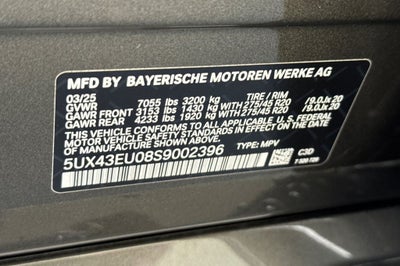 MFD BY BAYERISCHE MOTOREN WERKE AG
03/25 TIRE / RIM
GVWR 7055 lbs 3200 kg
GAWR FRONT 3153 lbs 1430 kg WITH 275/45 R20 /9.0Jx20
GAWR REAR 4233 lbs 1920 kg WITH 275/45 R20 /9.0Jx20
THIS VEHICLE CONFORMS TO ALL APPLICABLE U.S. FEDERAL
MOTOR VEHICLE SAFETY STANDARDS IN EFFECT
ON THE DATE OF MANUFACTURE SHOWN ABOVE.
5UX43EU08S9002396
TYPE: MPV
C3D